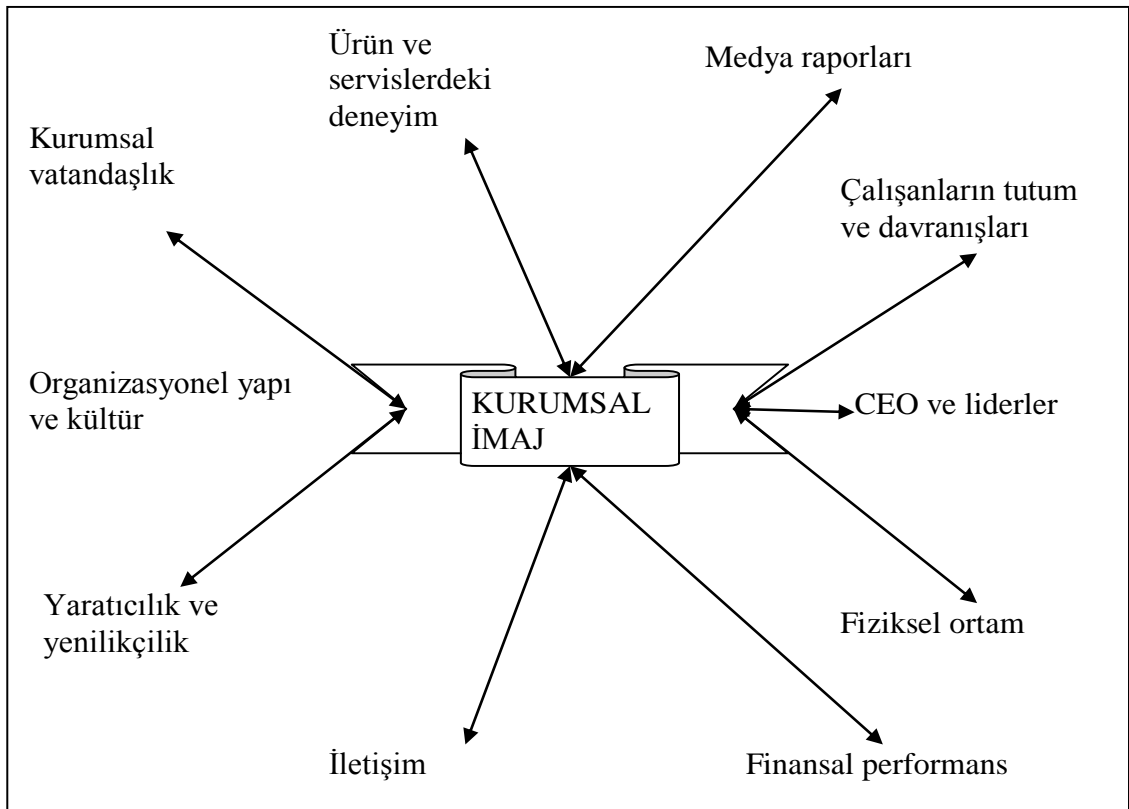 Ürün ve
servislerdeki
deneyim
Medya raporları
Kurumsal
vatandaşlık
Çalışanların tutum
ve davranışları
Organizasyonel yapı
ve kültür
KURUMSAL
İMAJ
CEO ve liderler
Yaratıcılık ve
yenilikçilik
Fiziksel ortam
İletişim
Finansal performans